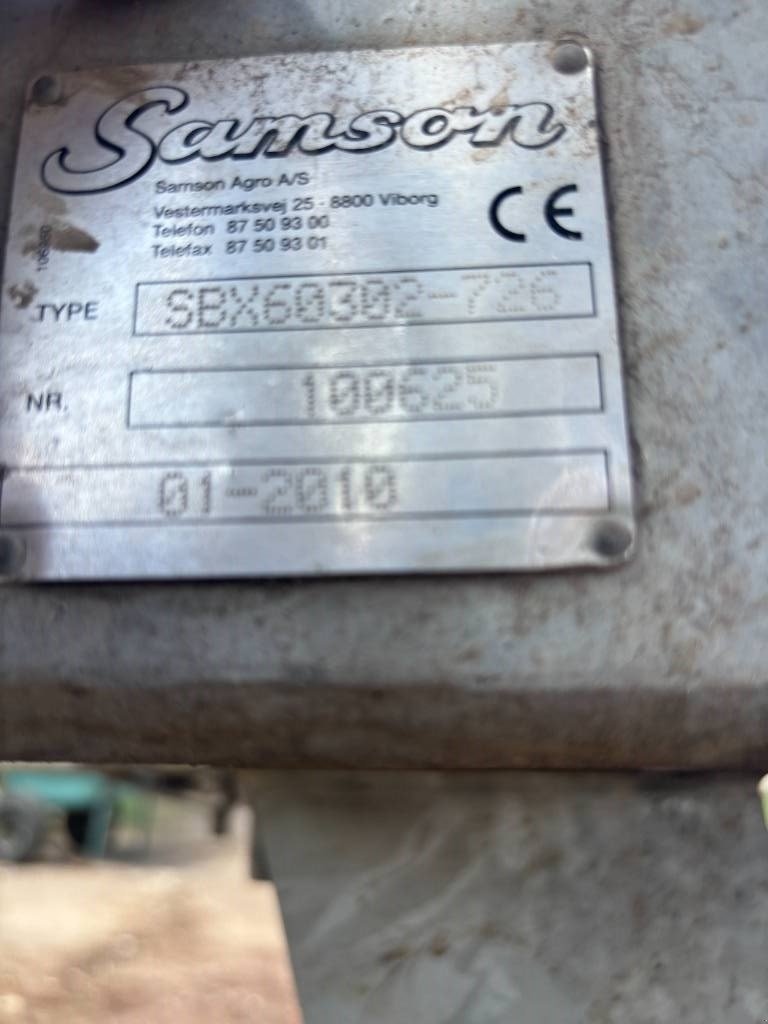 Samson
Samson Agro A/S
Vestermarksvej 25 - 8800 Viborg
Telefon 87 50 93 00
Telefax 87 50 93 01
CE
TYPE SBX60302-726
NR. 100625
01-2010